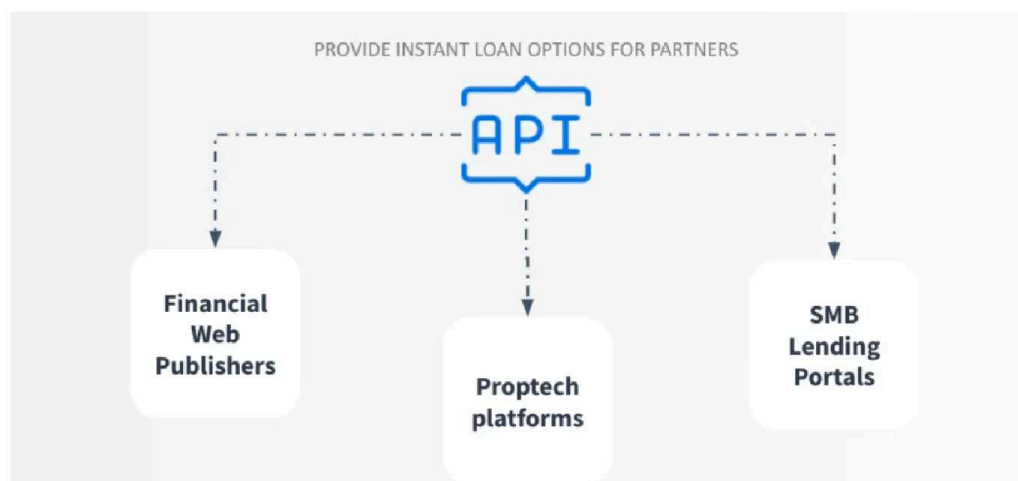 PROVIDE INSTANT LOAN OPTIONS FOR PARTNERS
API
Financial
Web
Publishers
Proptech
platforms
SMB
Lending
Portals